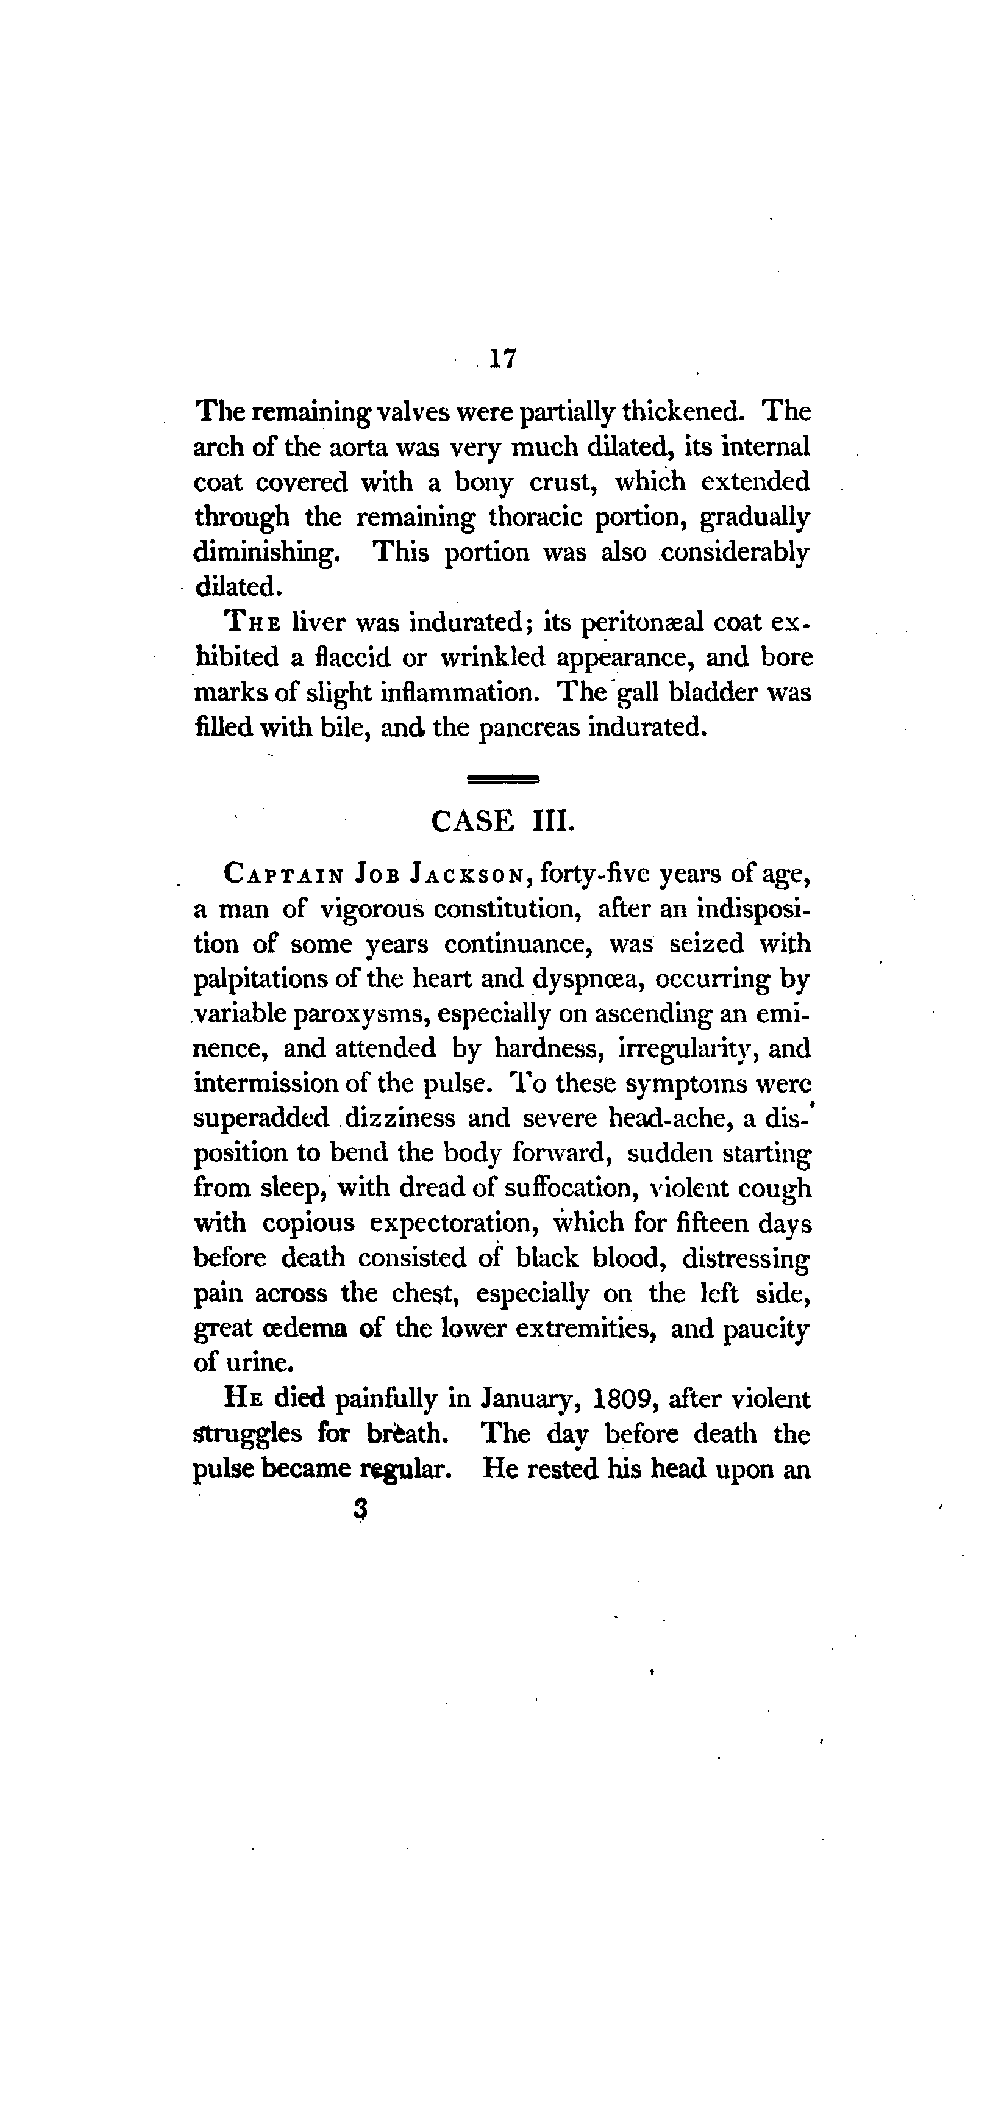 17
The remaining valves were partially thickened. The
arch of the aorta was very much dilated, its internal
coat covered with a bony crust, which extended
through the remaining thoracic portion, gradually
diminishing. This portion was also considerably
dilated.
THE liver was indurated; its peritonæal coat ex-
hibited a flaccid or wrinkled appearance, and bore
marks of slight inflammation. The gall bladder was
filled with bile, and the pancreas indurated.
CASE III.
CAPTAIN JOB JACKSON, forty-five years of age,
a man of vigorous constitution, after an indisposi-
tion of some years continuance, was seized with
palpitations of the heart and dyspnœa, occurring by
variable paroxysms, especially on ascending an emi-
nence, and attended by hardness, irregularity, and
intermission of the pulse. To these symptoms were
superadded dizziness and severe head-ache, a dis-
position to bend the body forward, sudden starting
from sleep, with dread of suffocation, violent cough
with copious expectoration, which for fifteen days
before death consisted of black blood, distressing
pain across the chest, especially on the left side,
great œdema of the lower extremities, and paucity
of urine.
HE died painfully in January, 1809, after violent
struggles for breath. The day before death the
pulse became regular. He rested his head upon an
3